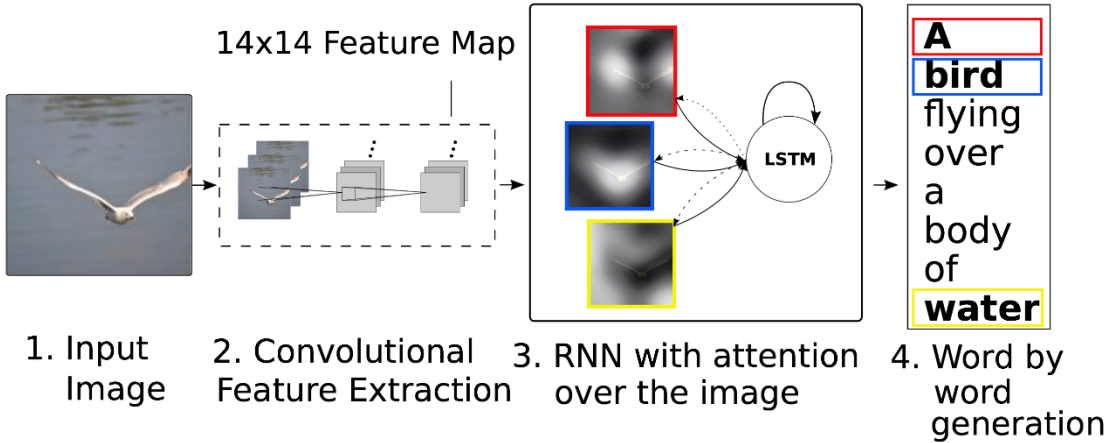 14x14 Feature Map
LSTM
A
bird
flying
over
a
body
of
water
1. Input
Image
2. Convolutional
Feature Extraction
3. RNN with attention
over the image
4. Word by
word
generation